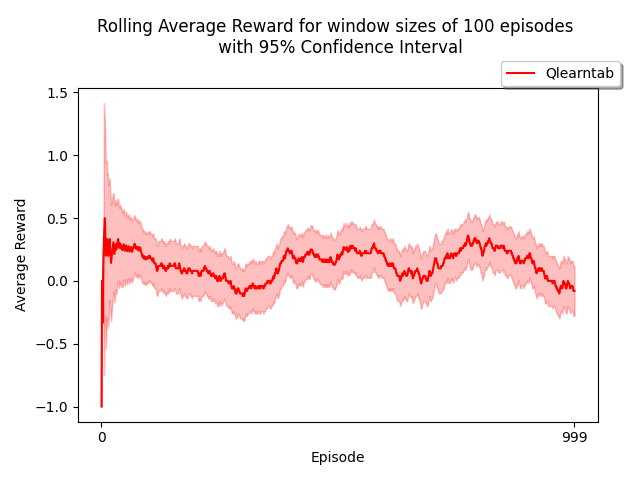 Rolling Average Reward for window sizes of 100 episodes
with 95% Confidence Interval
Qlearntab
1.5
1.0
0.5
0.0
−0.5
−1.0
Average Reward
0
999
Episode